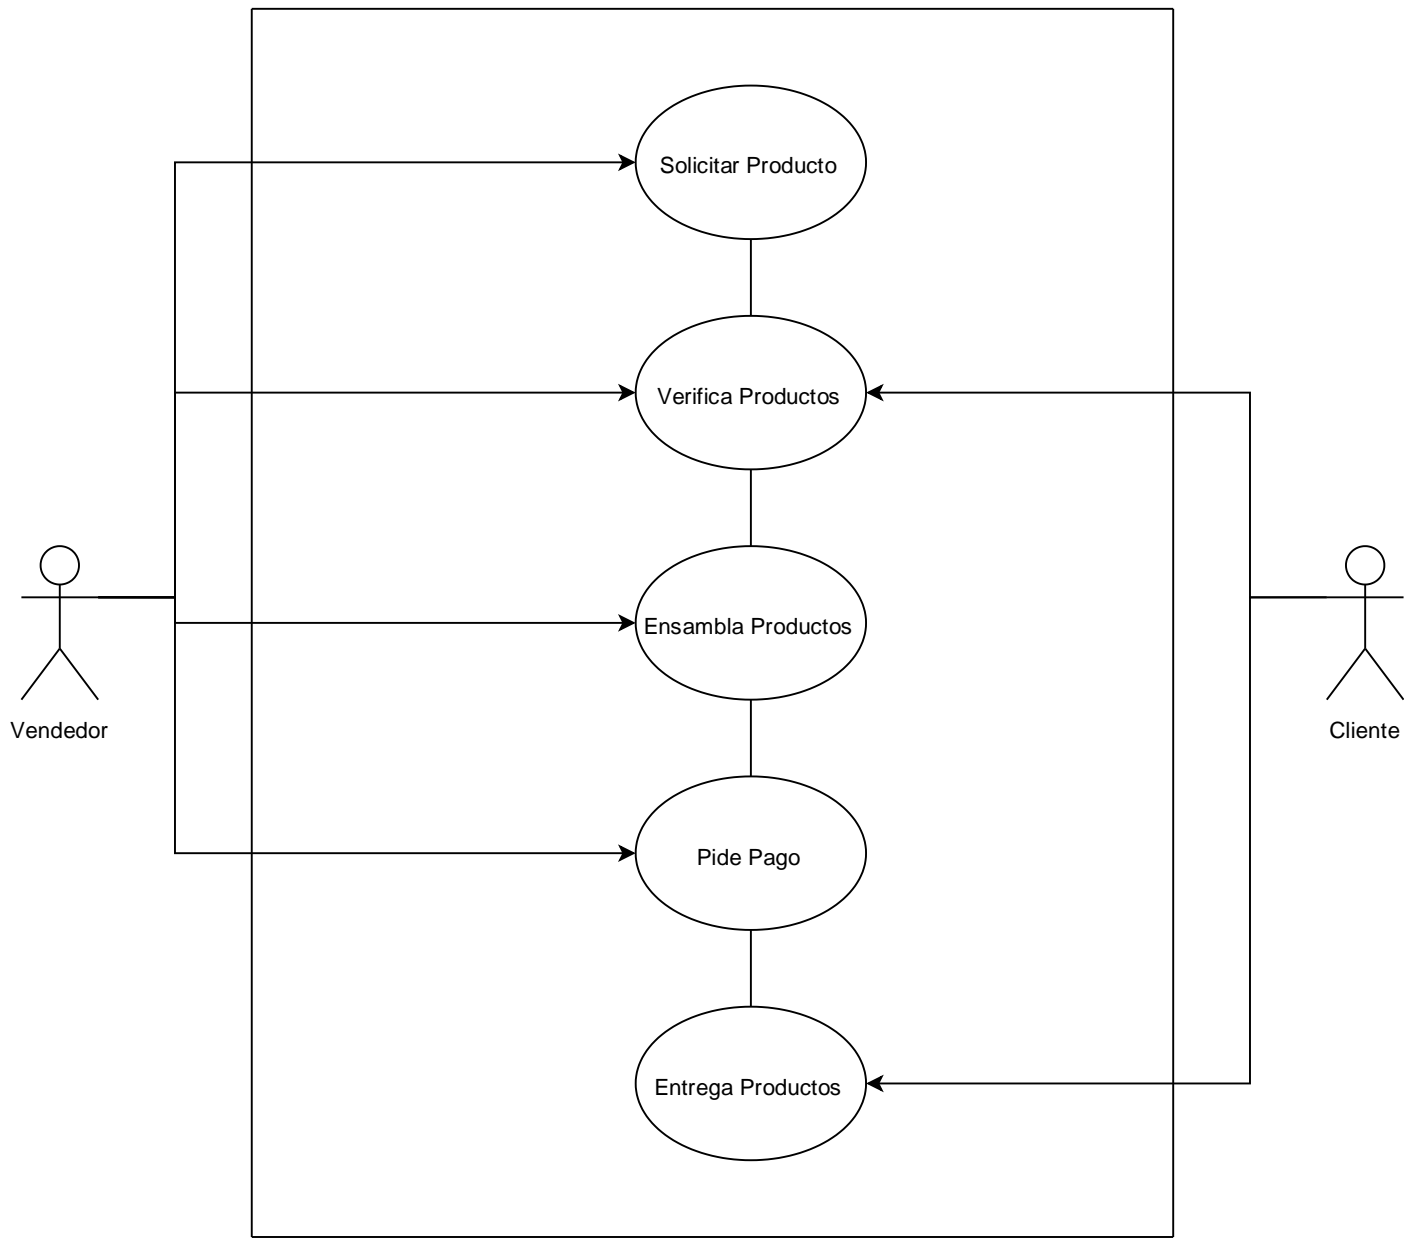 Solicitar Producto
Verifica Productos
Ensambla Productos
Vendedor
Cliente
Pide Pago
Entrega Productos